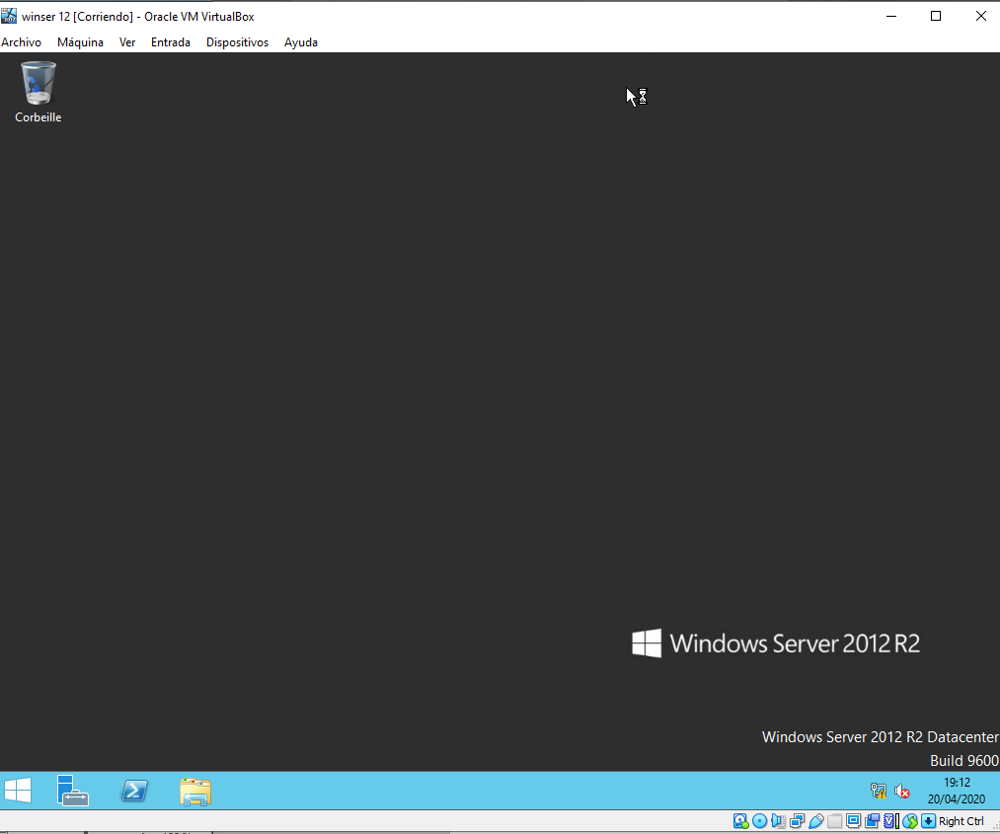 winser 12 [Corriendo] - Oracle VM VirtualBox
Archivo Máquina Ver Entrada Dispositivos Ayuda
Corbeille
Windows Server 2012 R2
Windows Server 2012 R2 Datacenter
Build 9600
19:12
20/04/2020
Right Ctrl